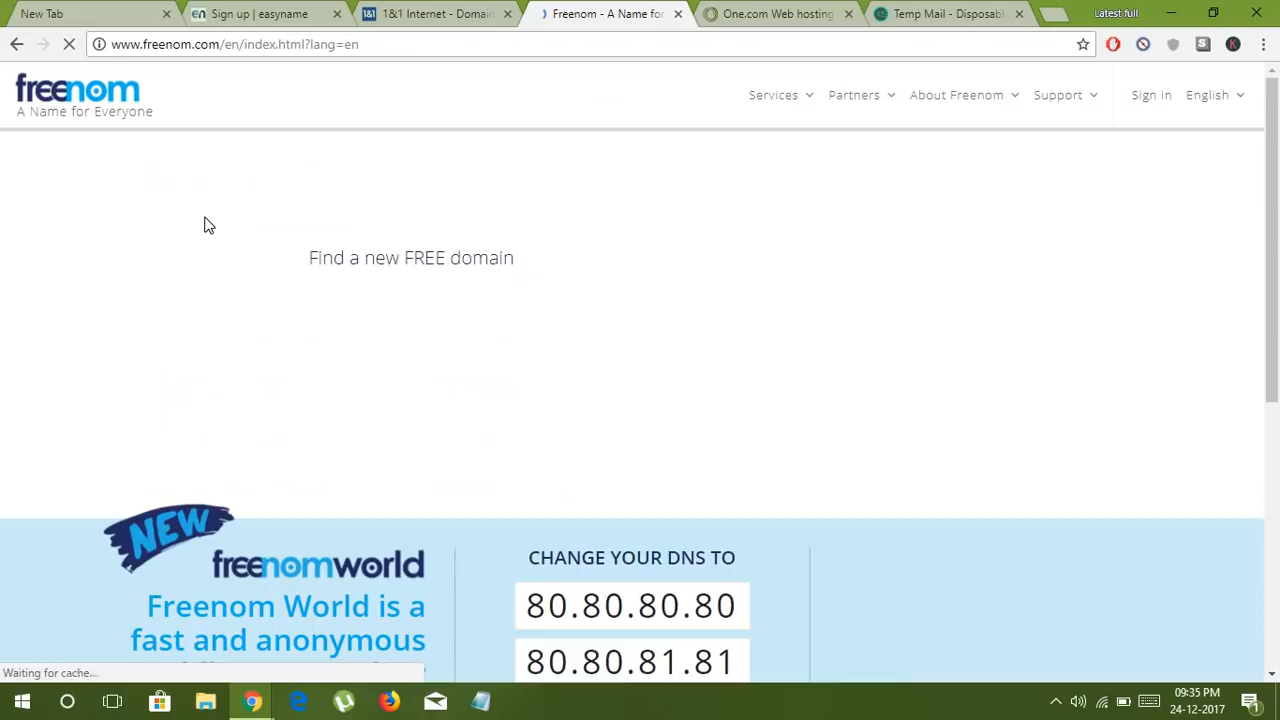 New Tab
Sign up | easyname
1&1 Internet - Domain
Freenom - A Name for
One.com Web hosting
Temp Mail - Disposabl
Latest full
www.freenom.com/en/index.html?lang=en
freenom
A Name for Everyone
Services
Partners
About Freenom
Support
Sign in
English
Find a new FREE domain
NEW
freenomworld
Freenom World is a
fast and anonymous
CHANGE YOUR DNS TO
80.80.80.80
80.80.81.81
Waiting for cache...
09:35 PM
24-12-2017